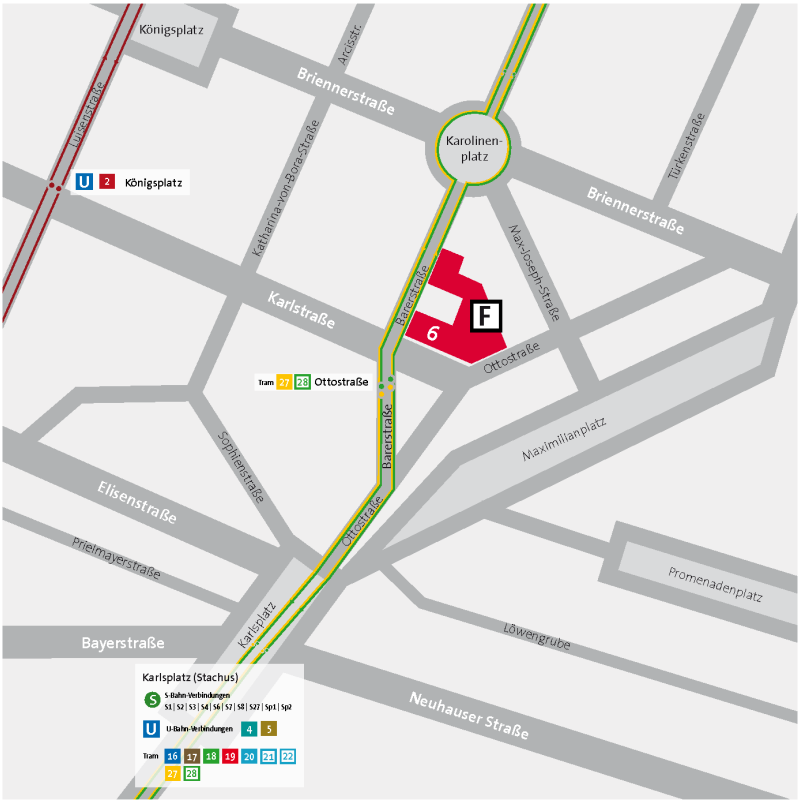 Königsplatz
Arcisstr.
Briennerstraße
Luisenstraße
Karolinen-
platz
Türkenstraße
U 2 Königsplatz
Katharina-von-Bora-Straße
Briennerstraße
Max-Joseph-Straße
Barerstraße
Karlstraße
F
6
Ottostraße
Tram 27 28 Ottostraße
Barerstraße
Maximilianplatz
Sophienstraße
Elisenstraße
Ottostraße
Prielmayerstraße
Promenadenplatz
Karlsplatz
Löwengrube
Bayerstraße
Karlsplatz (Stachus)
S S-Bahn-Verbindungen
S1 | S2 | S3 | S4 | S6 | S7 | S8 | S27 | Sp1 | Sp2
U U-Bahn-Verbindungen 4 5
Tram 16 17 18 19 20 21 22
27 28
Neuhauser Straße